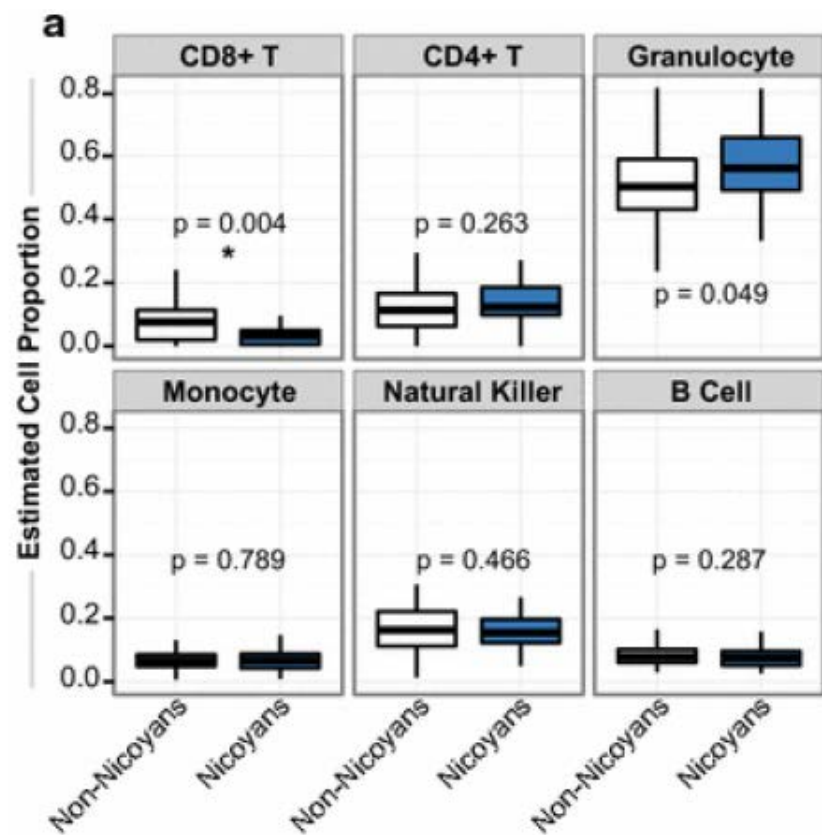 a
CD8+ T CD4+ T Granulocyte
Estimated Cell Proportion
0.8
0.6
0.4
0.2
0.0
p = 0.004
*
p = 0.263
p = 0.049
Monocyte Natural Killer B Cell
0.8
0.6
0.4
0.2
0.0
p = 0.789
p = 0.466
p = 0.287
Non-Nicoyans
Nicoyans
Non-Nicoyans
Nicoyans
Non-Nicoyans
Nicoyans